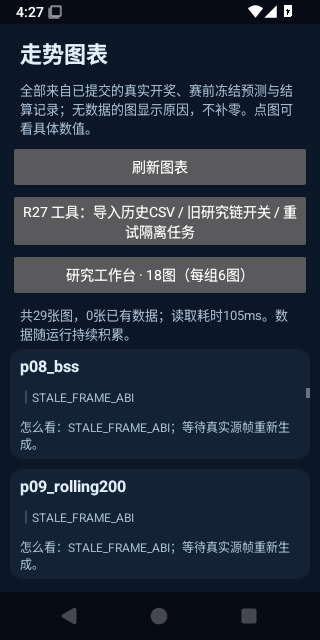 4:27
走势图表
全部来自已提交的真实开奖、赛前冻结预测与结
算记录；无数据的图显示原因，不补零。点图可
看具体数值。
刷新图表
R27 工具：导入历史CSV / 旧研究链开关 / 重
试隔离任务
研究工作台 · 18图（每组6图）
共29张图，0张已有数据；读取耗时105ms。数
据随运行持续积累。
p08_bss
｜STALE_FRAME_ABI
怎么看：STALE_FRAME_ABI；等待真实源帧重新生
成。
p09_rolling200
｜STALE_FRAME_ABI
怎么看：STALE_FRAME_ABI；等待真实源帧重新生
成。